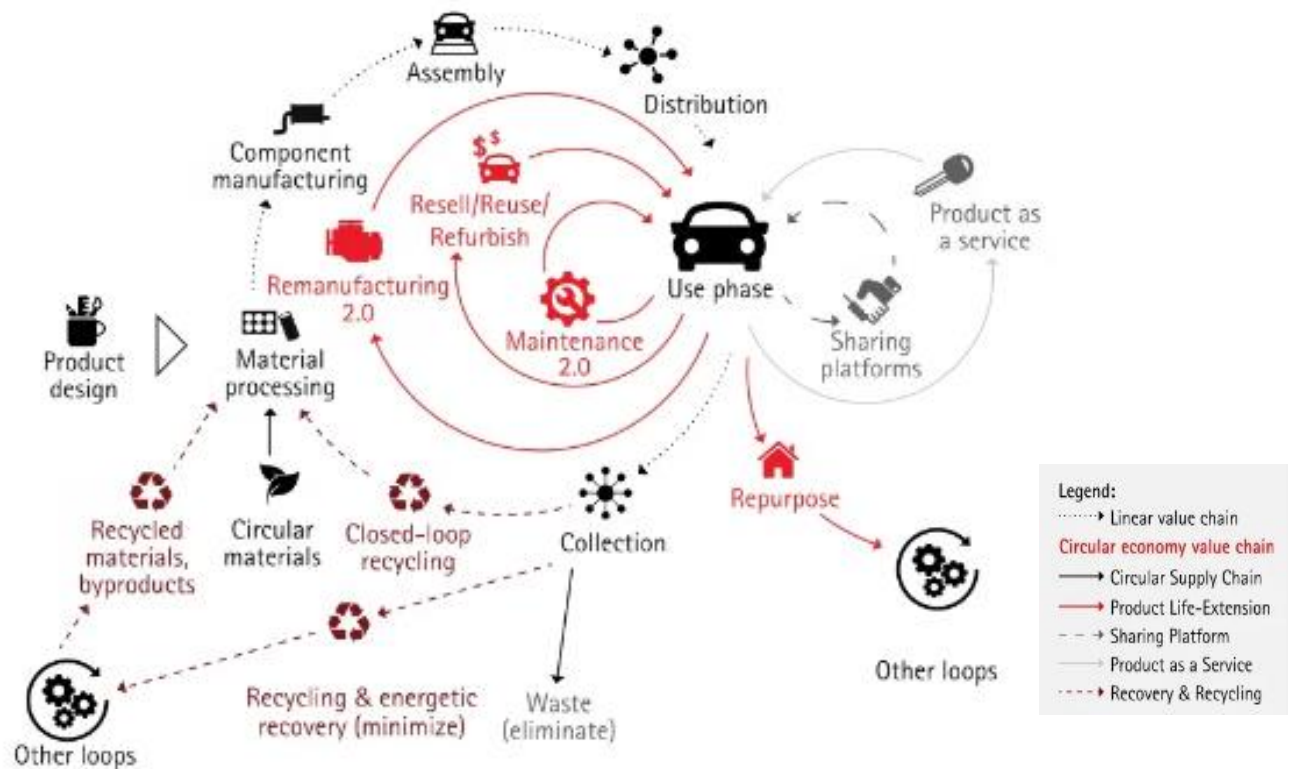 Assembly
Distribution
Component
manufacturing
$$
Resell/Reuse/
Refurbish
Product as
a service
Remanufacturing
2.0
Use phase
Maintenance
2.0
Sharing
platforms
Product
design
Material
processing
Repurpose
Recycled
materials,
byproducts
Circular
materials
Closed-loop
recycling
Collection
Other loops
Recycling & energetic
recovery (minimize)
Waste
(eliminate)
Other loops
Legend:
Linear value chain
Circular economy value chain
Circular Supply Chain
Product Life-Extension
Sharing Platform
Product as a Service
Recovery & Recycling